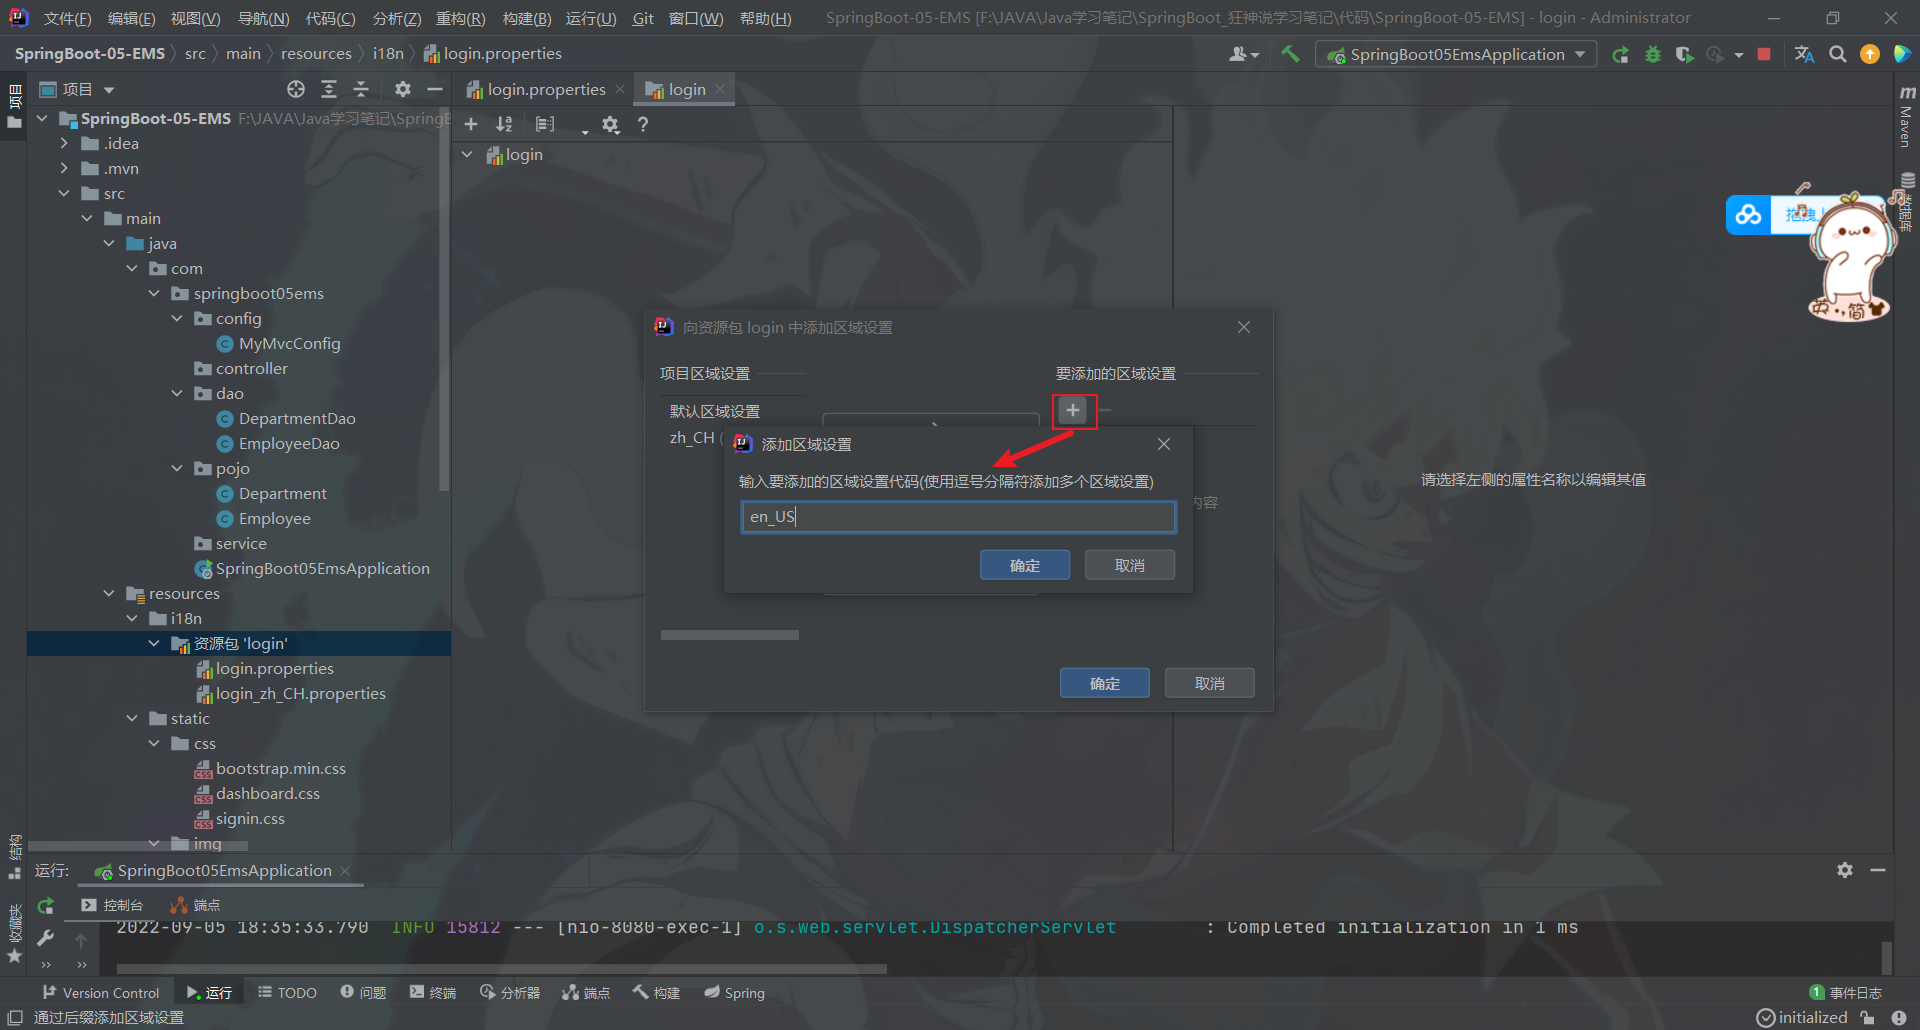 文件(F) 编辑(E) 视图(V) 导航(N) 代码(C) 分析(Z) 重构(R) 构建(B) 运行(U) Git 窗口(W) 帮助(H) SpringBoot-05-EMS [F:\JAVA\Java学习笔记\SpringBoot_狂神说学习笔记\代码\SpringBoot-05-EMS] - login - Administrator
SpringBoot-05-EMS src main resources i18n login.properties SpringBoot05EmsApplication
项目
项目
login.properties login
m Maven
SpringBoot-05-EMS F:\JAVA\Java学习笔记\SpringE
.idea
login
.mvn
src
main
数据库
java
com
springboot05ems
英 简
config
向资源包 login 中添加区域设置
MyMvcConfig
controller
项目区域设置 要添加的区域设置
dao
默认区域设置
DepartmentDao
zh_CH (
EmployeeDao
添加区域设置
pojo
输入要添加的区域设置代码(使用逗号分隔符添加多个区域设置)
请选择左侧的属性名称以编辑其值
Department
内容
Employee
en_US
service
确定 取消
SpringBoot05EmsApplication
resources
i18n
资源包 'login'
login.properties
login_zh_CH.properties
确定 取消
static
css
bootstrap.min.css
dashboard.css
signin.css
img
结构
运行: SpringBoot05EmsApplication
控制台 端点
收藏夹
2022-09-05 18:35:33.790 INFO 15812 --- [nio-8080-exec-1] o.s.web.servlet.DispatcherServlet : Completed initialization in 1 ms
Version Control 运行 TODO 问题 终端 分析器 端点 构建 Spring 1 事件日志
通过后缀添加区域设置 initialized